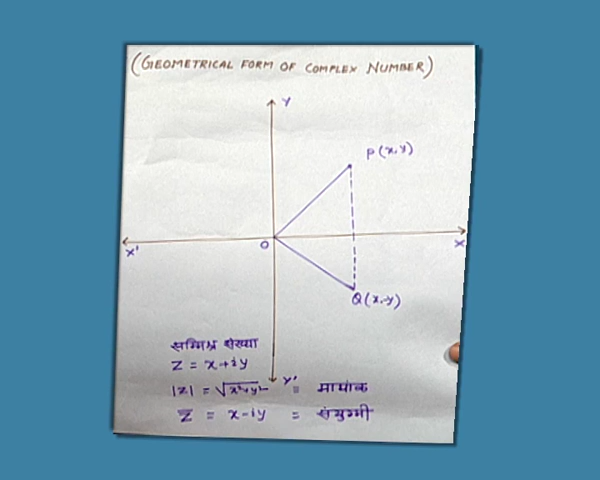 (GEOMETRICAL FORM OF COMPLEX NUMBER)
Y
P(x,y)
X' O X
Q(x,-y)
सम्मिश्र संख्या
Z = x+iy
Y'
|Z| = √x²+y² = मापांक
Z̅ = x-iy = संयुग्मी